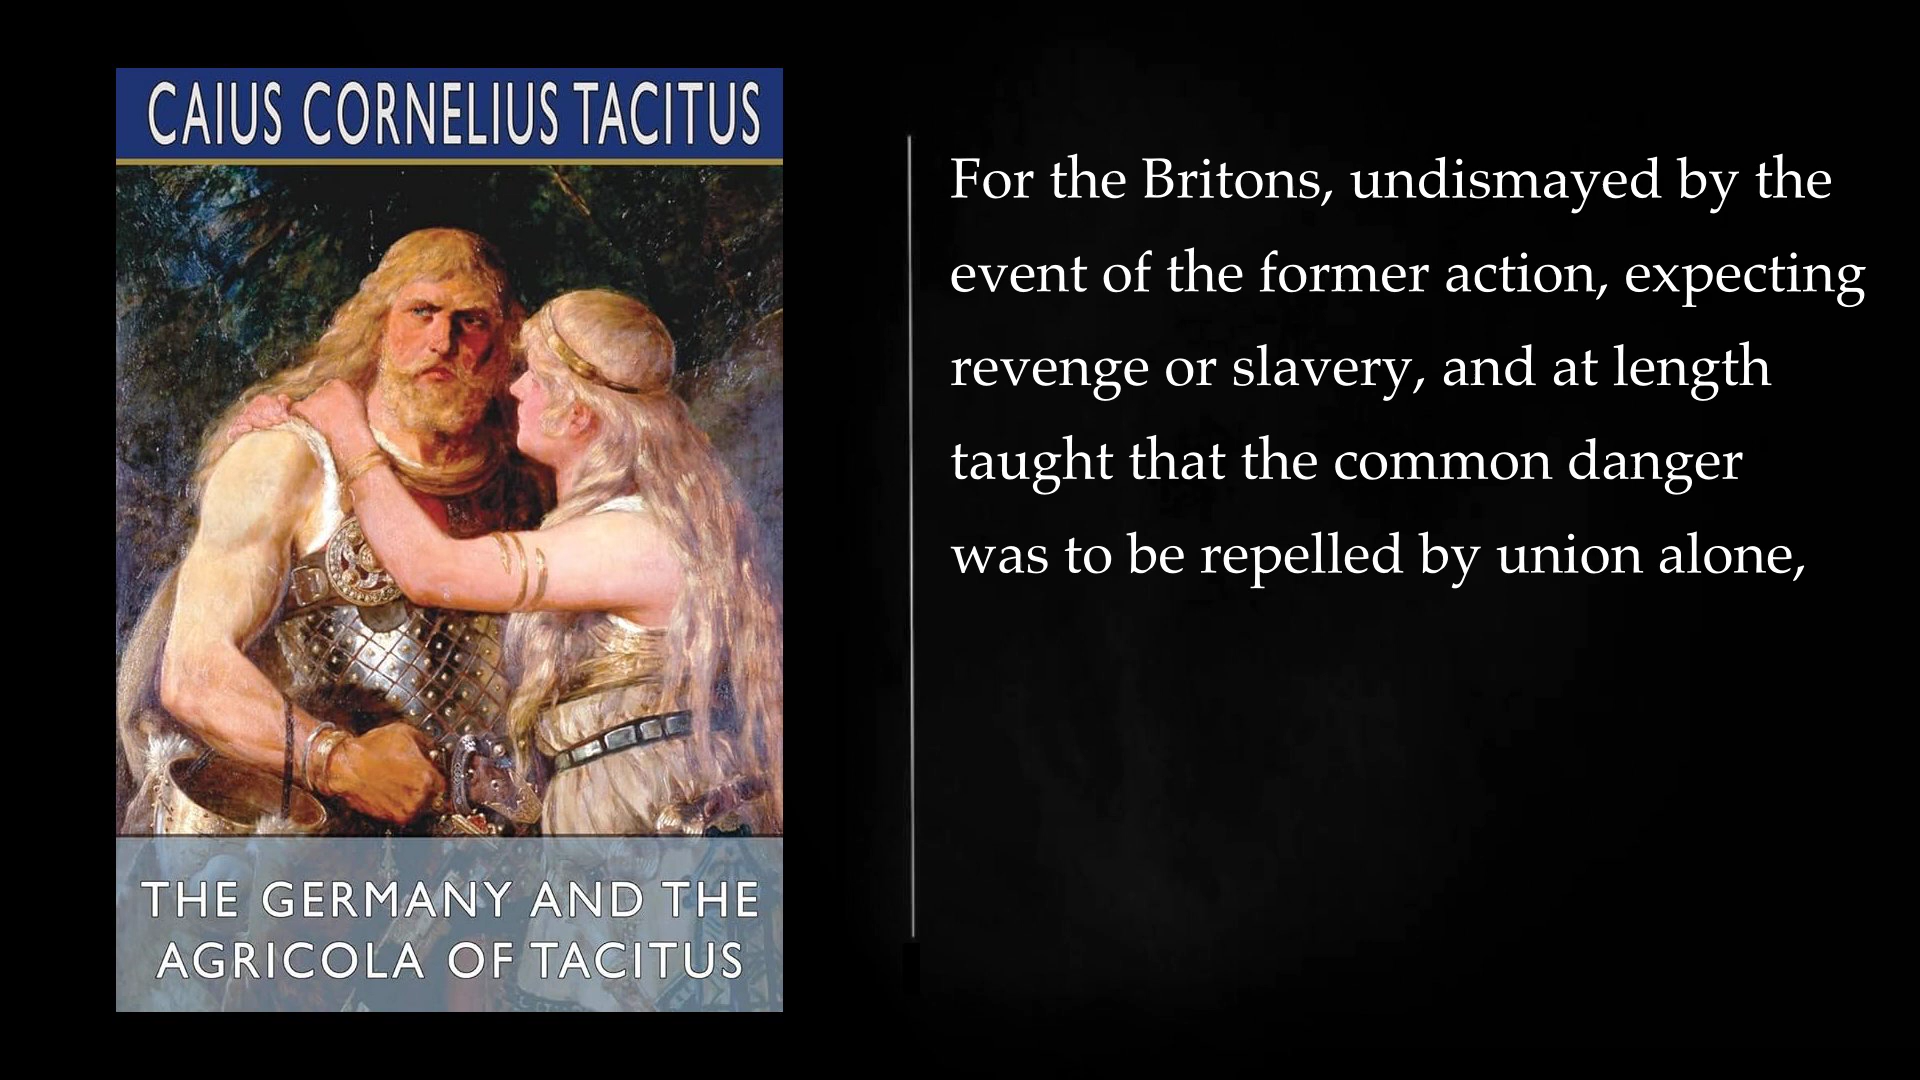 CAIUS CORNELIUS TACITUS
THE GERMANY AND THE
AGRICOLA OF TACITUS
For the Britons, undismayed by the
event of the former action, expecting
revenge or slavery, and at length
taught that the common danger
was to be repelled by union alone,